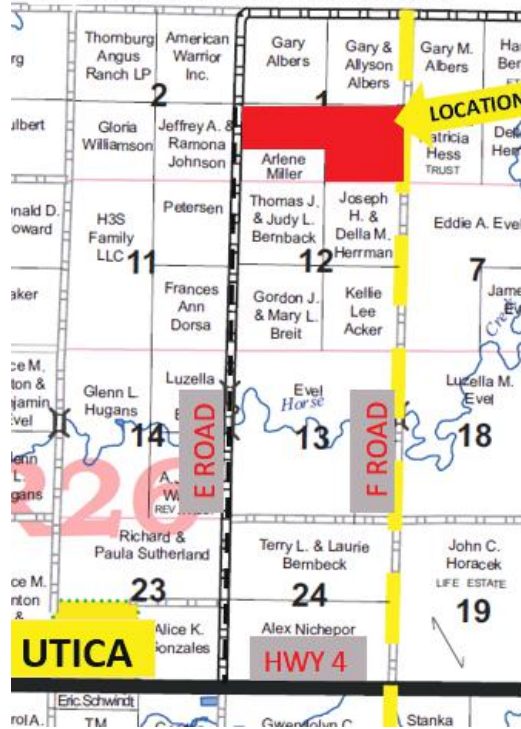 Thornburg
Angus
Ranch LP
American
Warrior
Inc.
Gary
Albers
Gary &
Allyson
Albers
Gary M.
Albers
2
1
LOCATION
Gloria
Williamson
Jeffrey A. &
Ramona
Johnson
Arlene
Miller
Hess
TRUST
H3S
Family
LLC
11
Petersen
Thomas J.
& Judy L.
Bernback
Joseph
H. &
Della M.
Herrman
12
Eddie A. Evel
7
Frances
Ann
Dorsa
Gordon J.
& Mary L.
Breit
Kellie
Lee
Acker
Creek
Glenn L.
Hugans
Luzella
Evel
Horse
Luzella M.
Evel
14
E ROAD
13
F ROAD
18
R26
Richard &
Paula Sutherland
Terry L. & Laurie
Bernbeck
John C.
Horacek
LIFE ESTATE
23
24
19
UTICA
Alice K.
Alex Nichepor
HWY 4
Eric Schwindt
Stanka